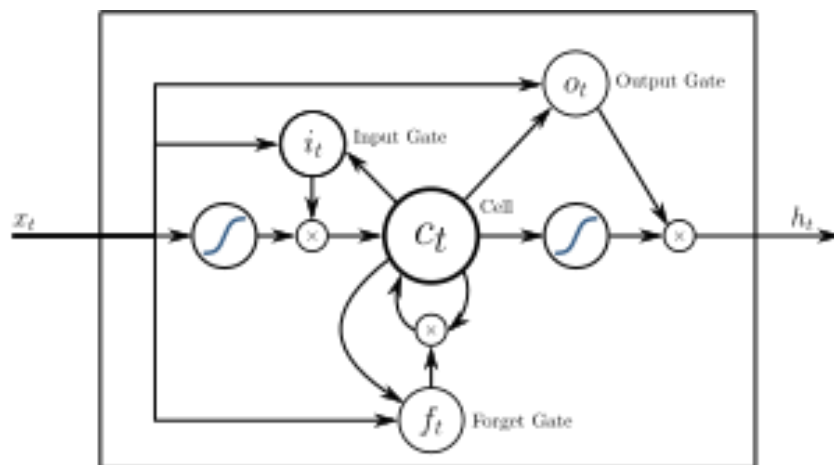 o_t Output Gate
i_t Input Gate
x_t
Cell
c_t
h_t
×
×
×
f_t Forget Gate